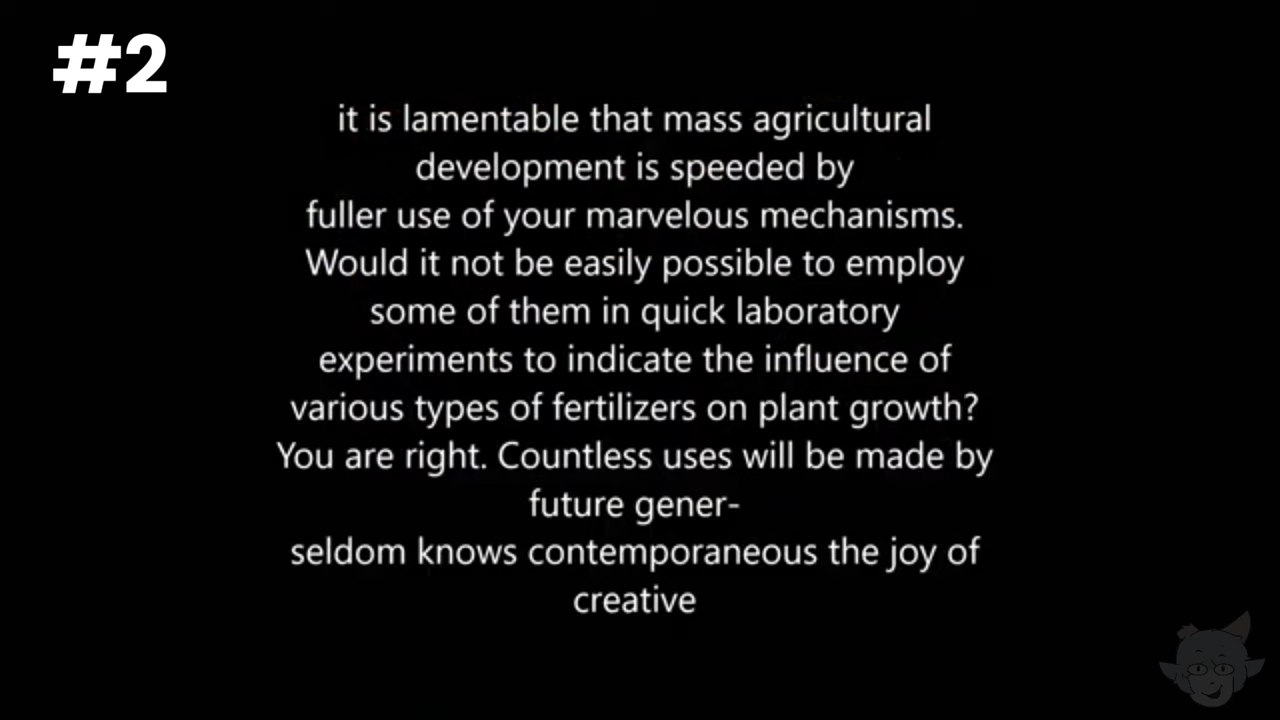 #2
it is lamentable that mass agricultural
development is speeded by
fuller use of your marvelous mechanisms.
Would it not be easily possible to employ
some of them in quick laboratory
experiments to indicate the influence of
various types of fertilizers on plant growth?
You are right. Countless uses will be made by
future gener-
seldom knows contemporaneous the joy of
creative